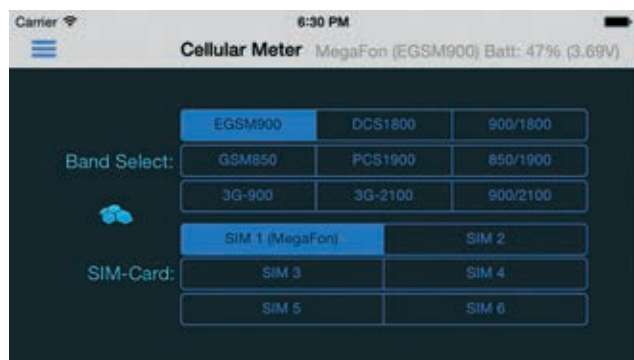 Carrier 6:30 PM
Cellular Meter MegaFon (EGSM900) Batt: 47% (3.69V)
EGSM900 DCS1800 900/1800
Band Select: GSM850 PCS1900 850/1900
3G-900 3G-2100 900/2100
SIM 1 (MegaFon) SIM 2
SIM-Card: SIM 3 SIM 4
SIM 5 SIM 6